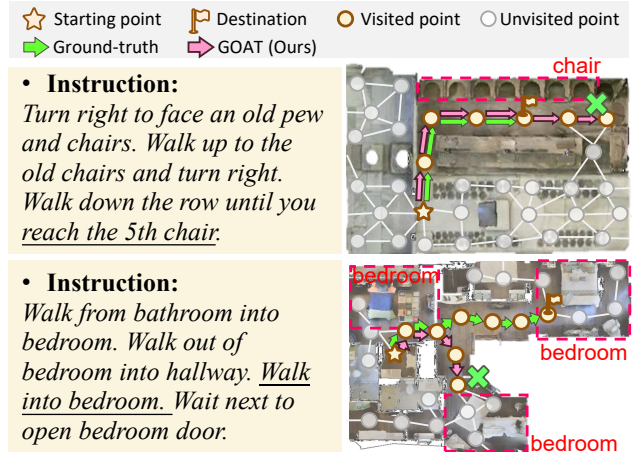 Starting point Destination Visited point Unvisited point
Ground-truth GOAT (Ours)
• Instruction:
Turn right to face an old pew
and chairs. Walk up to the
old chairs and turn right.
Walk down the row until you
reach the 5th chair.
chair
• Instruction:
Walk from bathroom into
bedroom. Walk out of
bedroom into hallway. Walk
into bedroom. Wait next to
open bedroom door.
bedroom
bedroom
bedroom